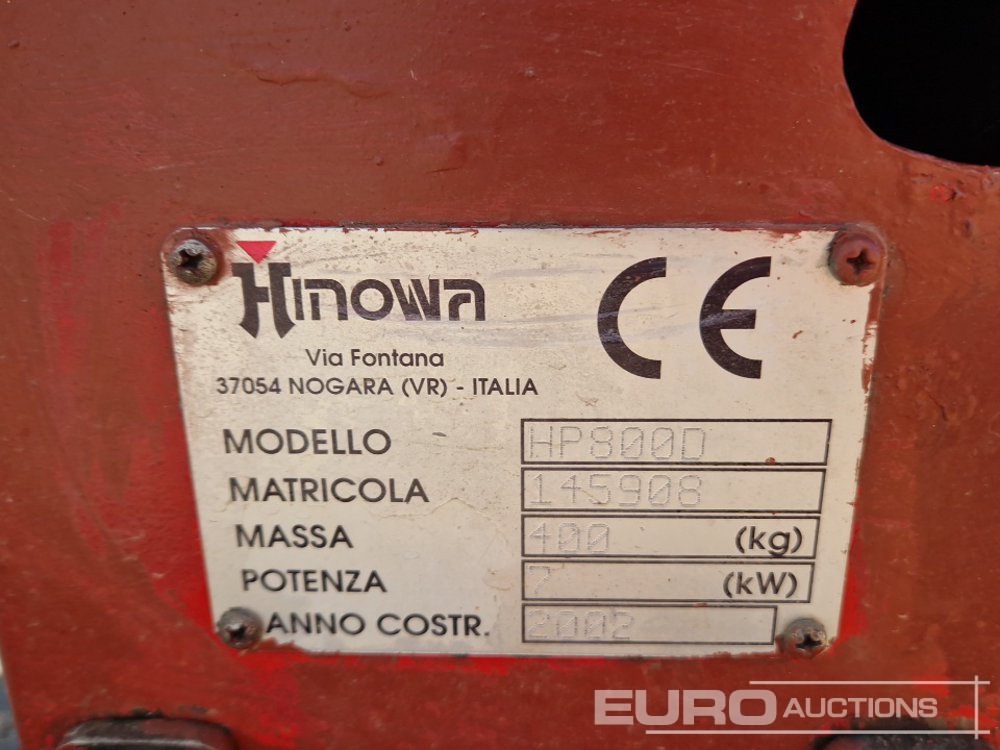 Hinowa
CE
Via Fontana
37054 NOGARA (VR) - ITALIA
MODELLO HP800D
MATRICOLA 145908
MASSA 400 (kg)
POTENZA 7 (kW)
ANNO COSTR. 2002
EURO AUCTIONS